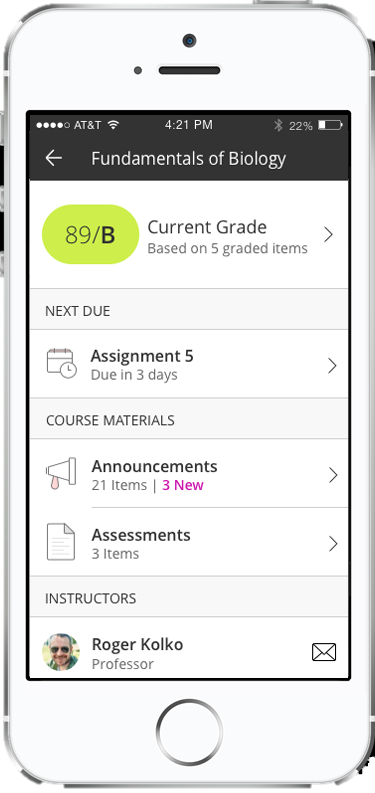 AT&T 4:21 PM 22%
Fundamentals of Biology
89/B
Current Grade
Based on 5 graded items
NEXT DUE
Assignment 5
Due in 3 days
COURSE MATERIALS
Announcements
21 Items | 3 New
Assessments
3 Items
INSTRUCTORS
Roger Kolko
Professor